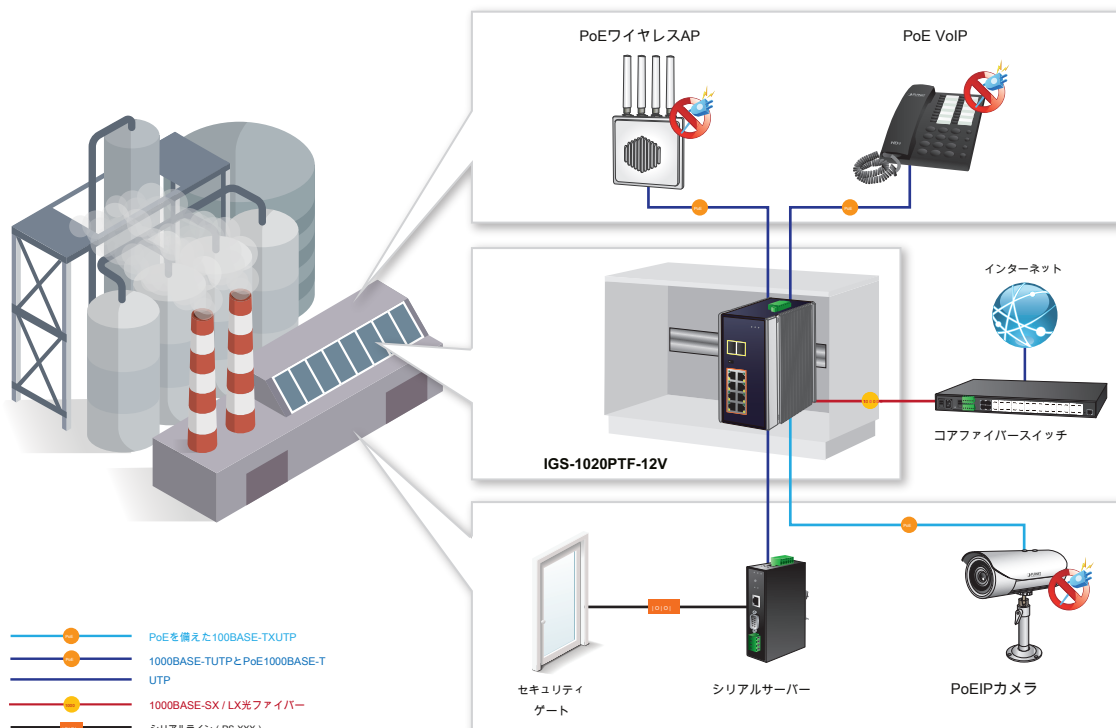 PoEワイヤレスAP
PoE VoIP
インターネット
コアファイバースイッチ
IGS-1020PTF-12V
セキュリティ
ゲート
シリアルサーバー
PoEIPカメラ
PoEを備えた100BASE-TXUTP
1000BASE-TUTPとPoE1000BASE-T
UTP
1000BASE-SX / LX光ファイバー